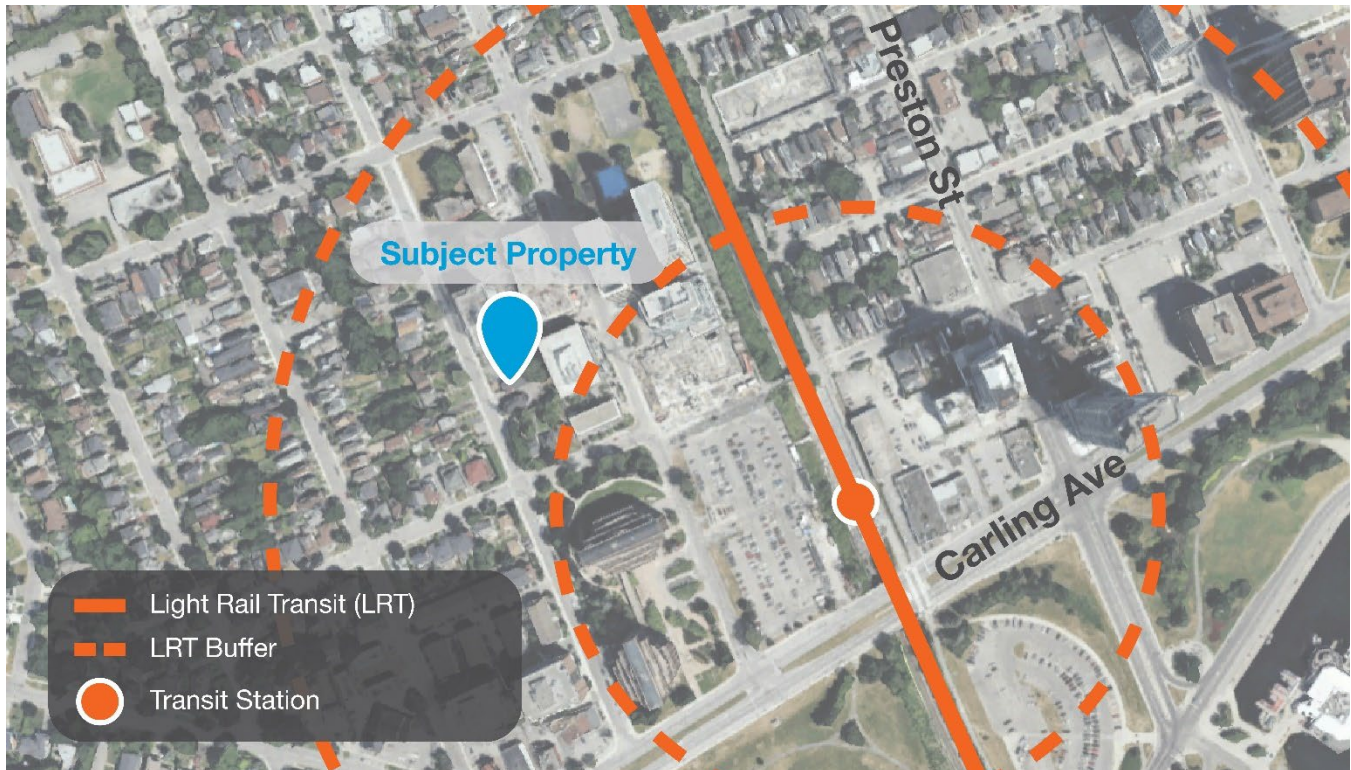 Preston St
Subject Property
Carling Ave
Light Rail Transit (LRT)
LRT Buffer
Transit Station